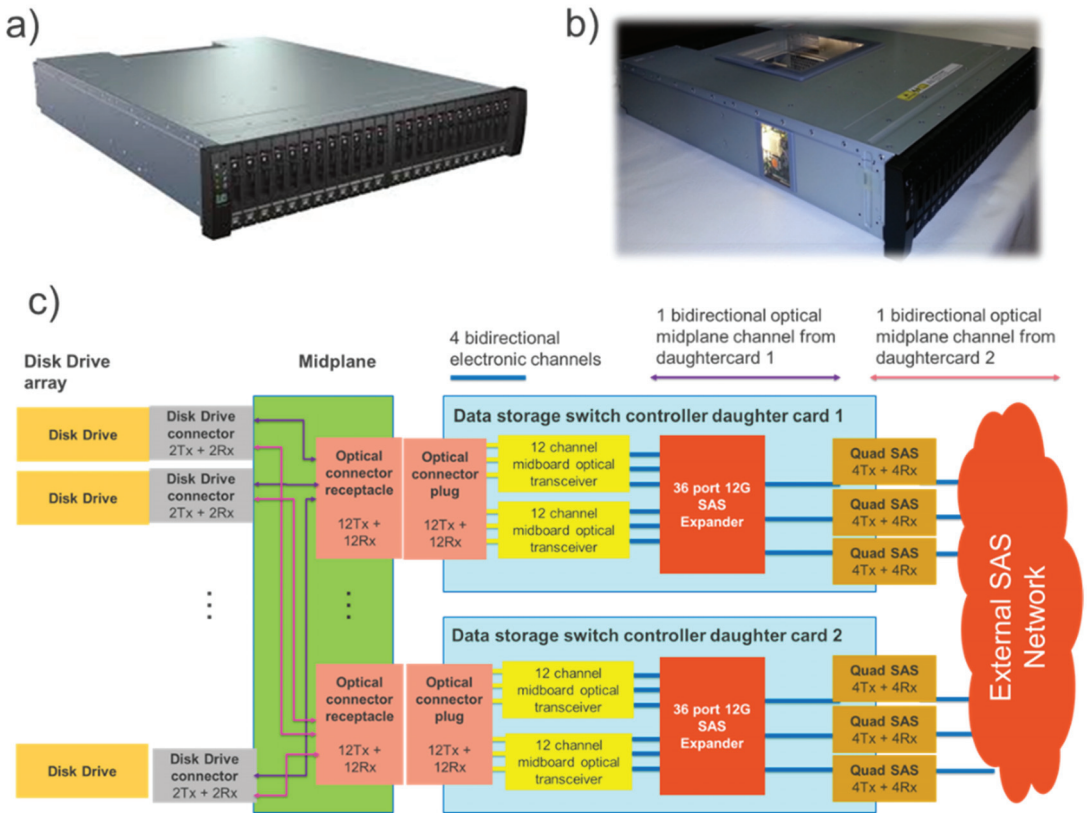 a)
b)
c)
4 bidirectional
electronic channels
1 bidirectional optical
midplane channel from
daughtercard 1
1 bidirectional optical
midplane channel from
daughtercard 2
Disk Drive
array
Midplane
Data storage switch controller daughter card 1
Disk Drive
Disk Drive
connector
2Tx + 2Rx
Disk Drive
Disk Drive
connector
2Tx + 2Rx
Optical
connector
receptacle
12Tx +
12Rx
Optical
connector
plug
12Tx +
12Rx
12 channel
midboard optical
transceiver
12 channel
midboard optical
transceiver
36 port 12G
SAS
Expander
Quad SAS
4Tx + 4Rx
Quad SAS
4Tx + 4Rx
Quad SAS
4Tx + 4Rx
External SAS
Network
Data storage switch controller daughter card 2
Optical
connector
receptacle
12Tx +
12Rx
Optical
connector
plug
12Tx +
12Rx
12 channel
midboard optical
transceiver
12 channel
midboard optical
transceiver
36 port 12G
SAS
Expander
Quad SAS
4Tx + 4Rx
Quad SAS
4Tx + 4Rx
Quad SAS
4Tx + 4Rx
Disk Drive
Disk Drive
connector
2Tx + 2Rx